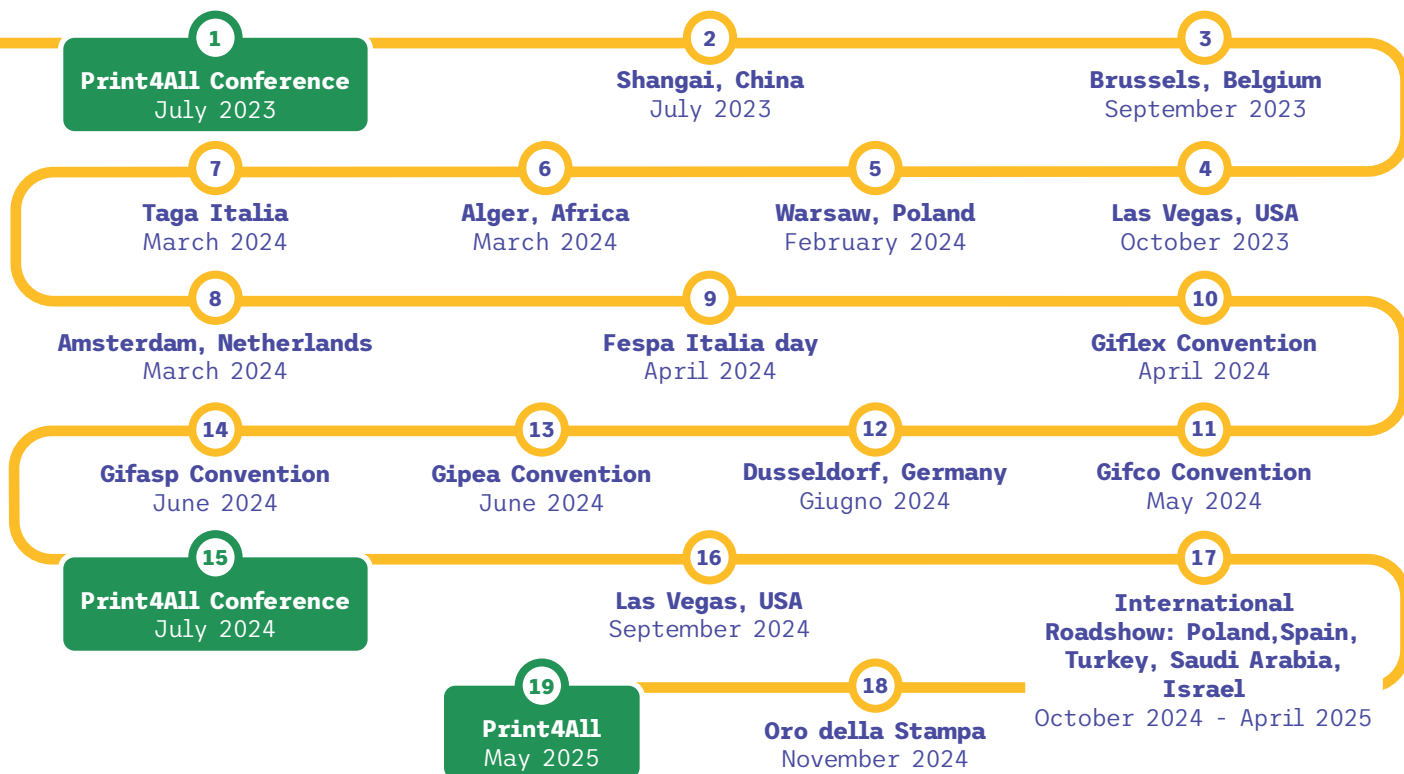 1
Print4All Conference
July 2023
2
Shangai, China
July 2023
3
Brussels, Belgium
September 2023
4
Las Vegas, USA
October 2023
5
Warsaw, Poland
February 2024
6
Alger, Africa
March 2024
7
Taga Italia
March 2024
8
Amsterdam, Netherlands
March 2024
9
Fespa Italia day
April 2024
10
Giflex Convention
April 2024
11
Gifco Convention
May 2024
12
Dusseldorf, Germany
Giugno 2024
13
Gipea Convention
June 2024
14
Gifasp Convention
June 2024
15
Print4All Conference
July 2024
16
Las Vegas, USA
September 2024
17
International
Roadshow: Poland,Spain,
Turkey, Saudi Arabia,
Israel
October 2024 - April 2025
18
Oro della Stampa
November 2024
19
Print4All
May 2025